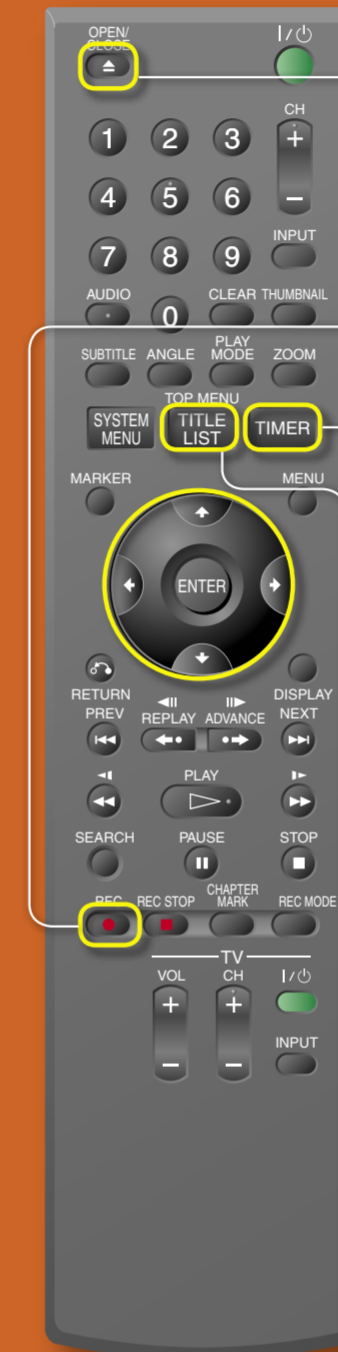 OPEN/
CLOSE
I/⏻
CH
1 2 3 +
4 5 6 –
INPUT
7 8 9
AUDIO 0 CLEAR THUMBNAIL
SUBTITLE ANGLE PLAY MODE ZOOM
TOP MENU
SYSTEM MENU TITLE LIST TIMER
MARKER MENU
ENTER
RETURN DISPLAY
PREV REPLAY ADVANCE NEXT
PLAY
SEARCH PAUSE STOP
REC REC STOP CHAPTER MARK REC MODE
TV
VOL CH I/⏻
+ +
INPUT
– –